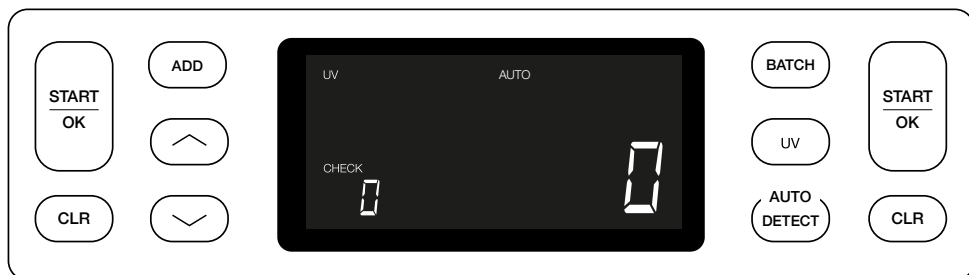 START
OK
CLR
ADD
UV AUTO
CHECK
0
0
BATCH
UV
AUTO
DETECT
START
OK
CLR